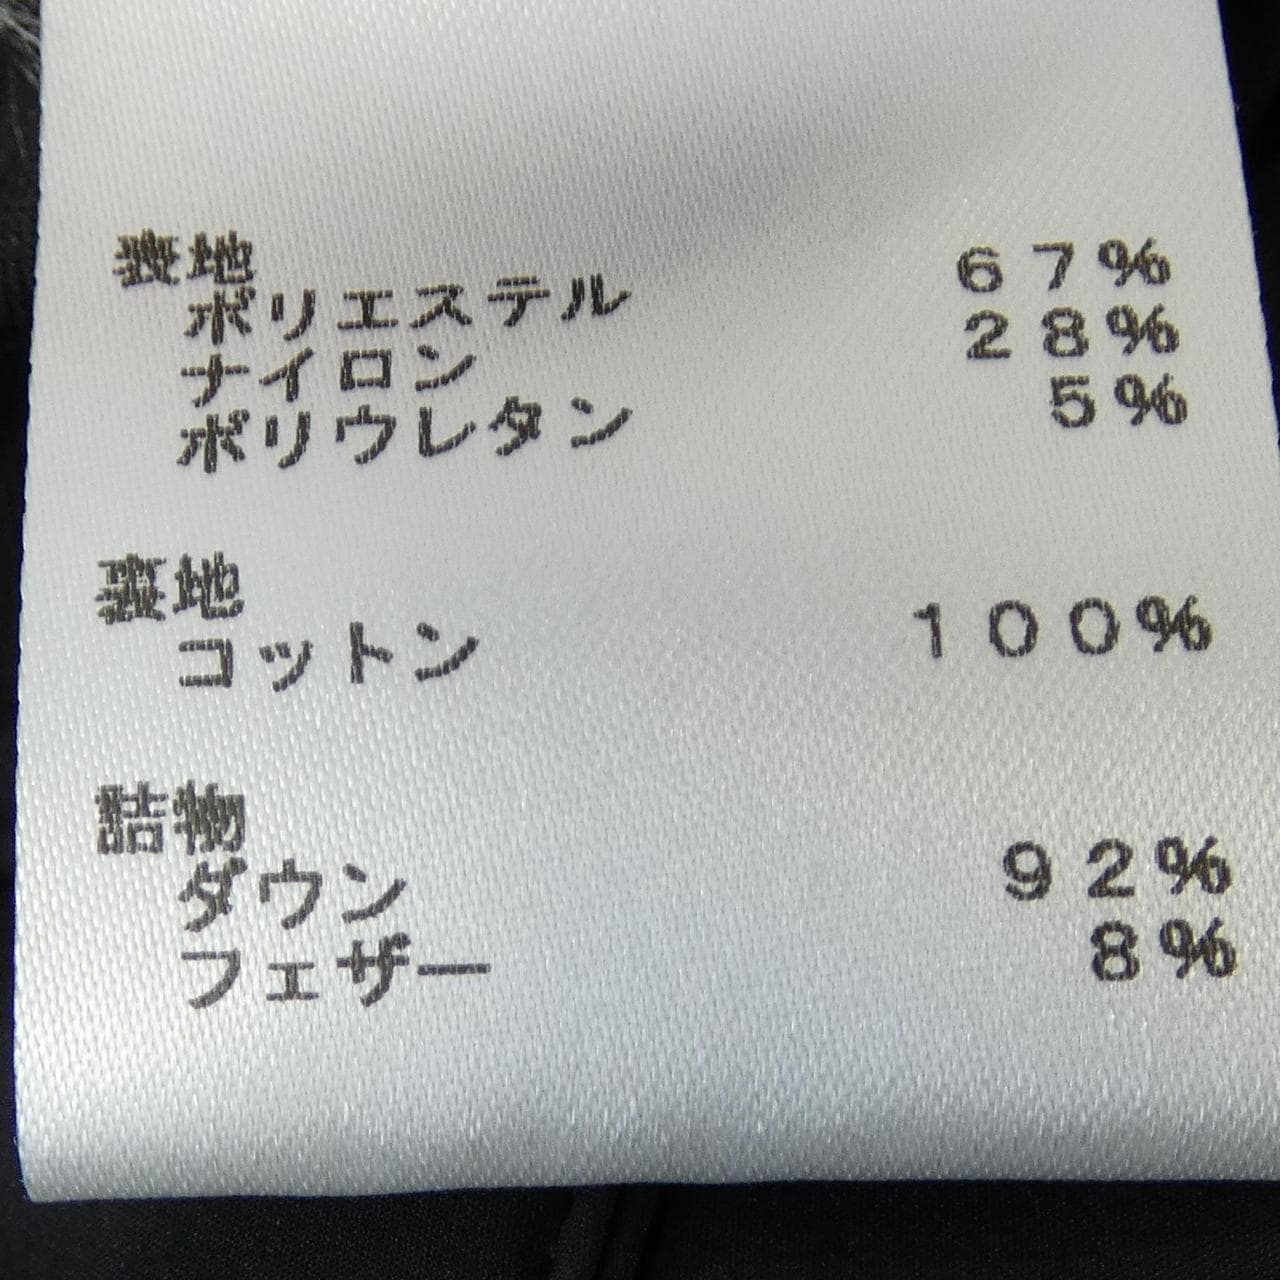 表地
ポリエステル ６７％
ナイロン ２８％
ポリウレタン ５％
裏地
コットン １００％
詰物
ダウン ９２％
フェザー ８％